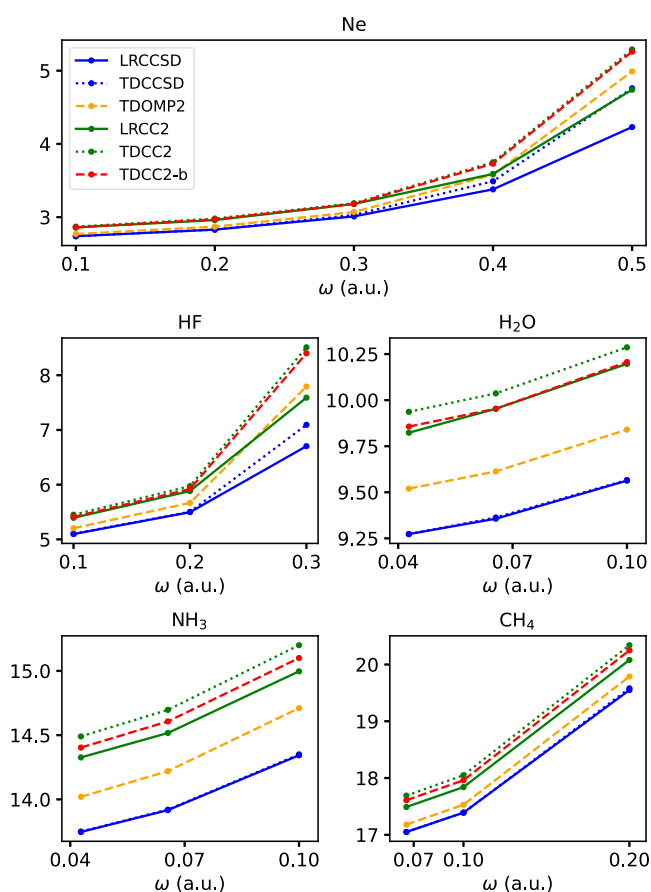 Ne
LRCCSD
TDCCSD
TDOMP2
LRCC2
TDCC2
TDCC2-b
5
4
3
0.1 0.2 0.3 0.4 0.5
ω (a.u.)
HF
8
7
6
5
0.1 0.2 0.3
ω (a.u.)
H₂O
10.25
10.00
9.75
9.50
9.25
0.04 0.07 0.10
ω (a.u.)
NH₃
15.0
14.5
14.0
0.04 0.07 0.10
ω (a.u.)
CH₄
20
19
18
17
0.07 0.10 0.20
ω (a.u.)